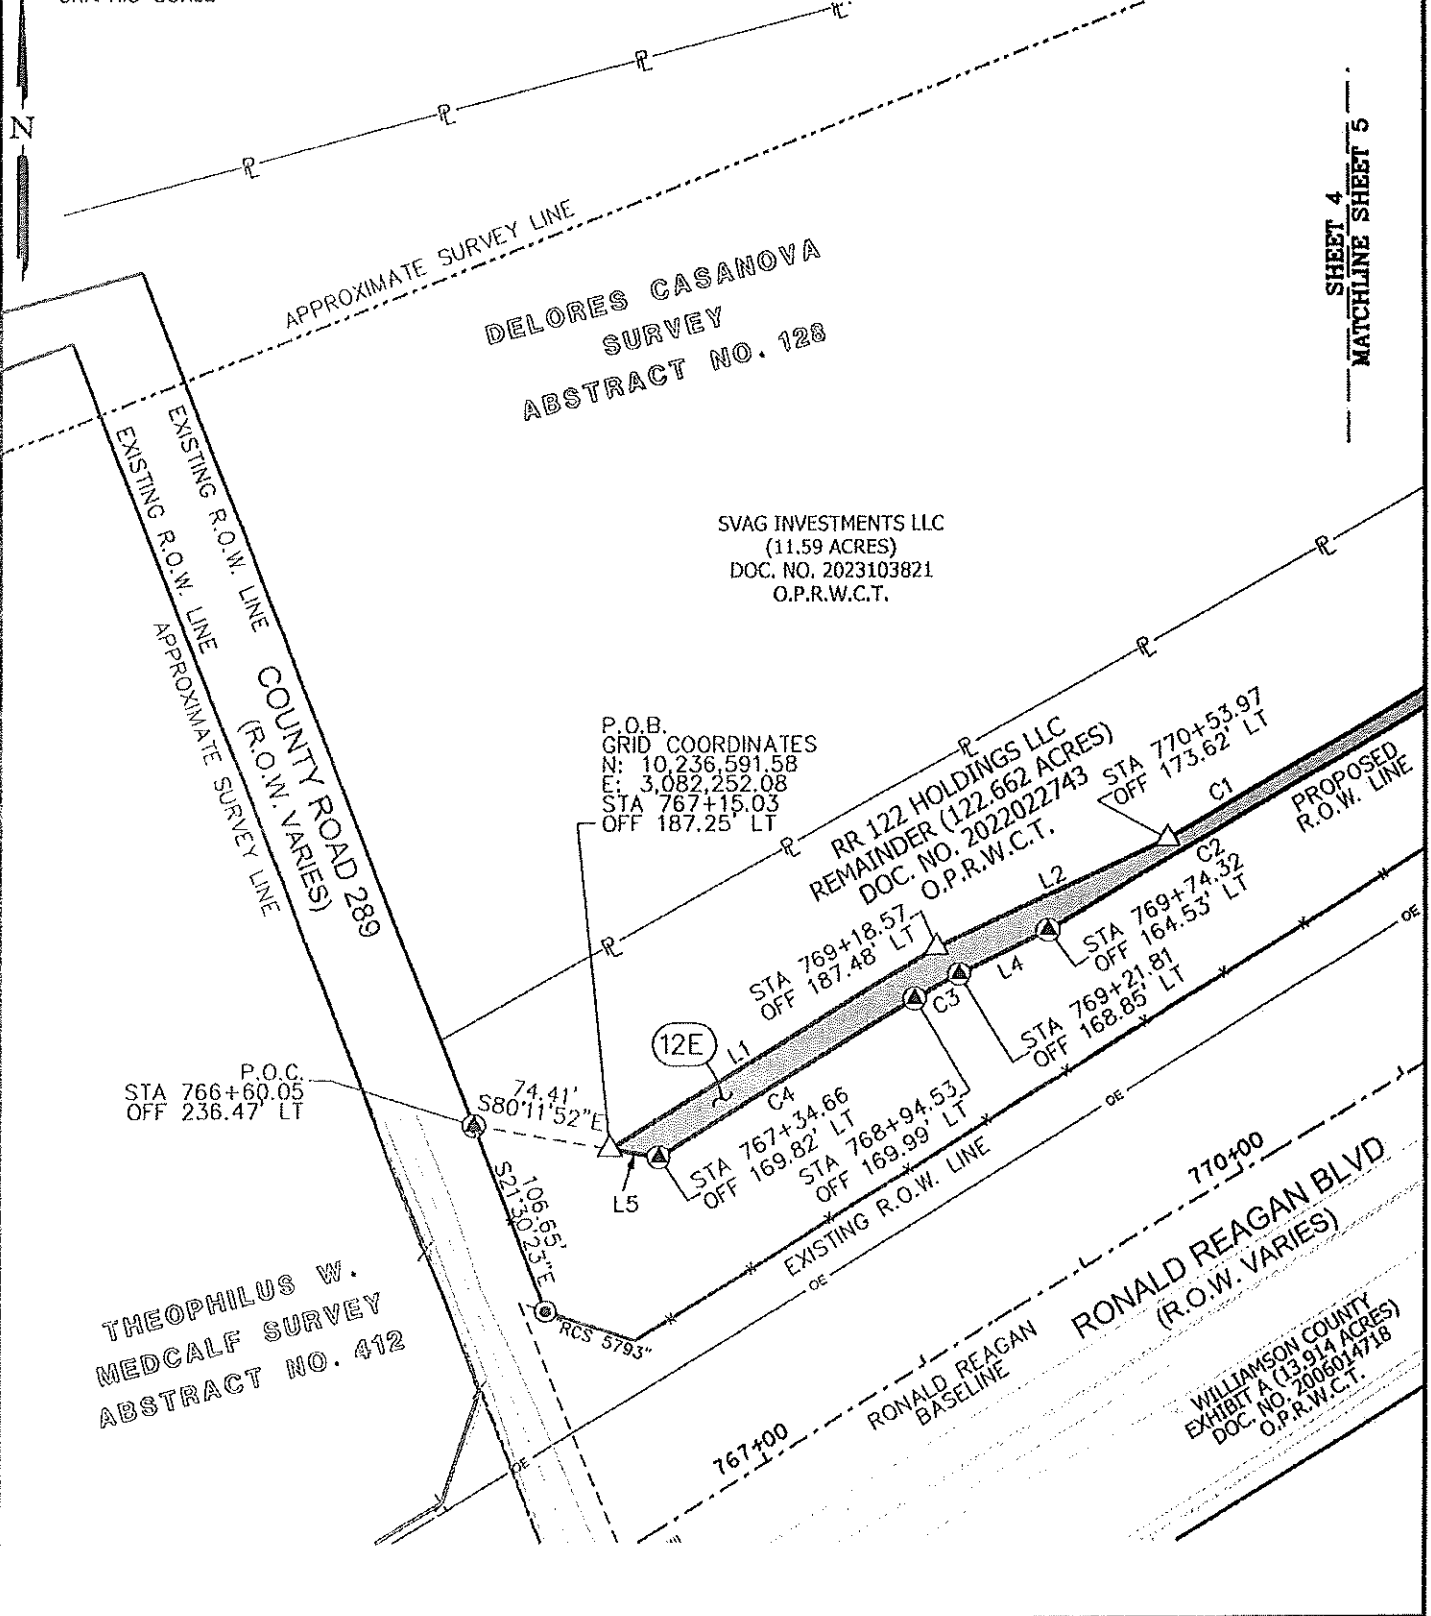 N
SHEET 4
MATCHLINE SHEET 5
APPROXIMATE SURVEY LINE
DELORES CASANOVA
SURVEY
ABSTRACT NO. 128
EXISTING R.O.W. LINE
EXISTING R.O.W. LINE
APPROXIMATE SURVEY LINE
COUNTY ROAD 289
(R.O.W. VARIES)
SVAG INVESTMENTS LLC
(11.59 ACRES)
DOC. NO. 2023103821
O.P.R.W.C.T.
P.O.B.
GRID COORDINATES
N: 10,236,591.58
E: 3,082,252.08
STA 767+15.03
OFF 187.25' LT
RR 122 HOLDINGS LLC
REMAINDER (122.662 ACRES)
DOC. NO. 2022022743
O.P.R.W.C.T.
STA 770+53.97
OFF 173.62' LT
C1
PROPOSED
R.O.W. LINE
C2
L2
STA 769+18.57
OFF 187.48' LT
STA 769+74.32
OFF 164.53' LT
L4
C3
STA 769+21.81
OFF 168.85' LT
L1
12E
C4
P.O.C.
STA 766+60.05
OFF 236.47' LT
74.41'
S80°11'52"E
STA 767+34.66
OFF 169.82' LT
STA 768+94.53
OFF 169.99' LT
L5
106.65'
S21°30'23"E
EXISTING R.O.W. LINE
OE
OE
OE
OE
RCS 5793"
770+00
RONALD REAGAN BLVD
(R.O.W. VARIES)
RONALD REAGAN
BASELINE
767+00
WILLIAMSON COUNTY
EXHIBIT A (13.914 ACRES)
DOC. NO. 2006014718
O.P.R.W.C.T.
THEOPHILUS W.
MEDCALF SURVEY
ABSTRACT NO. 412